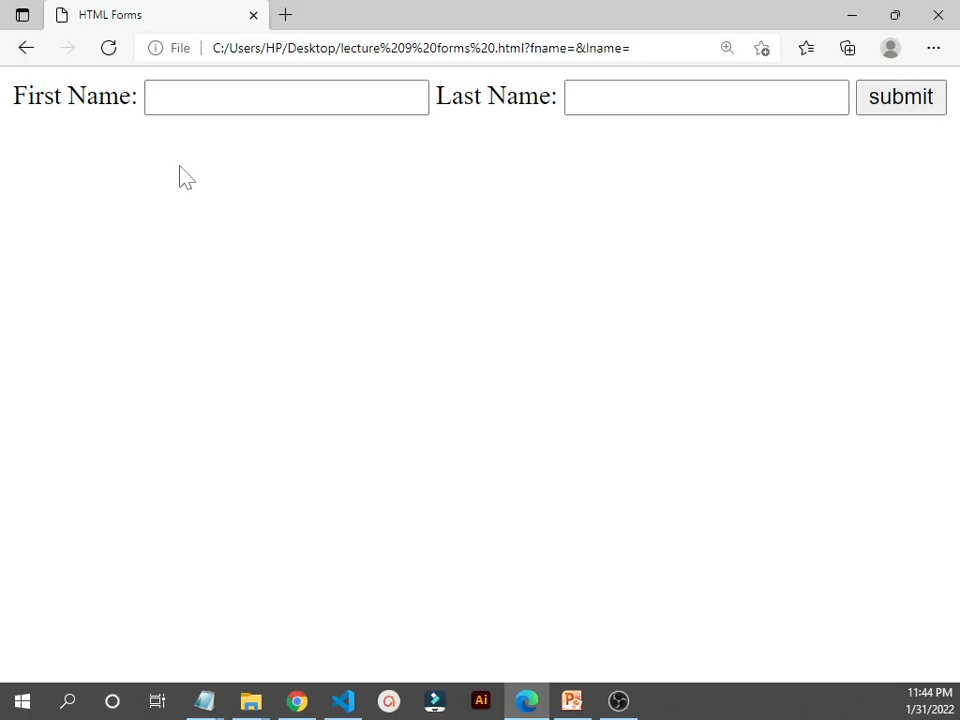 HTML Forms
File C:/Users/HP/Desktop/lecture%209%20forms%20.html?fname=&lname=
First Name: Last Name: submit
Ai
11:44 PM
1/31/2022